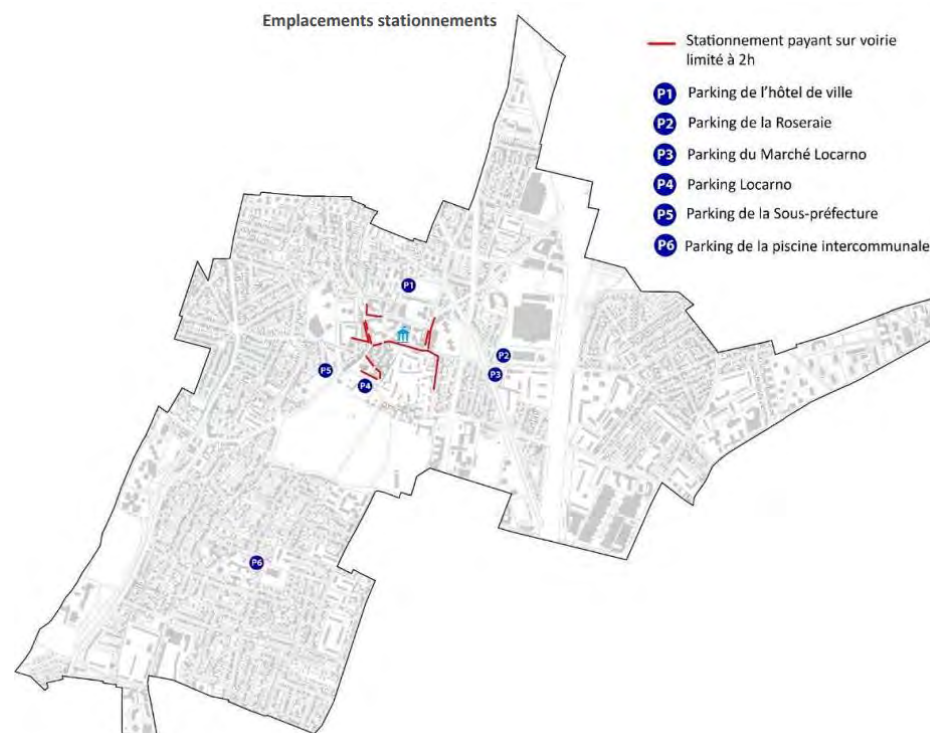 Emplacements stationnements
Stationnement payant sur voirie
limité à 2h
P1 Parking de l'hôtel de ville
P2 Parking de la Roseraie
P3 Parking du Marché Locarno
P4 Parking Locarno
P5 Parking de la Sous-préfecture
P6 Parking de la piscine intercommunale
P1
P2
P3
P5
P4
P6